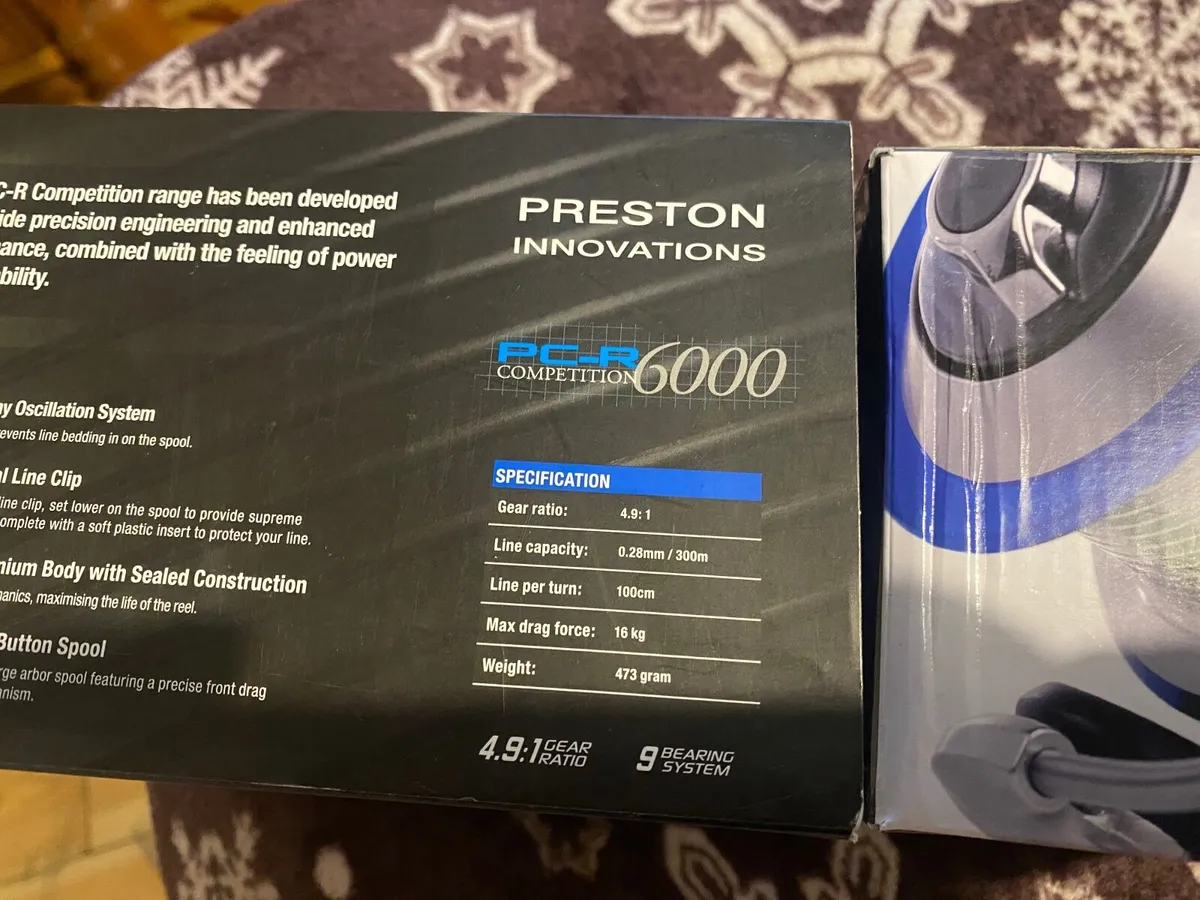 C-R Competition range has been developed
ide precision engineering and enhanced
ance, combined with the feeling of power
bility.
y Oscillation System
events line bedding in on the spool.
l Line Clip
line clip, set lower on the spool to provide supreme
omplete with a soft plastic insert to protect your line.
nium Body with Sealed Construction
hanics, maximising the life of the reel.
Button Spool
rge arbor spool featuring a precise front drag
anism.
PRESTON
INNOVATIONS
PC-R 6000
COMPETITION
SPECIFICATION
Gear ratio: 4.9: 1
Line capacity: 0.28mm / 300m
Line per turn: 100cm
Max drag force: 16 kg
Weight: 473 gram
4.9:1 GEAR RATIO
9 BEARING SYSTEM